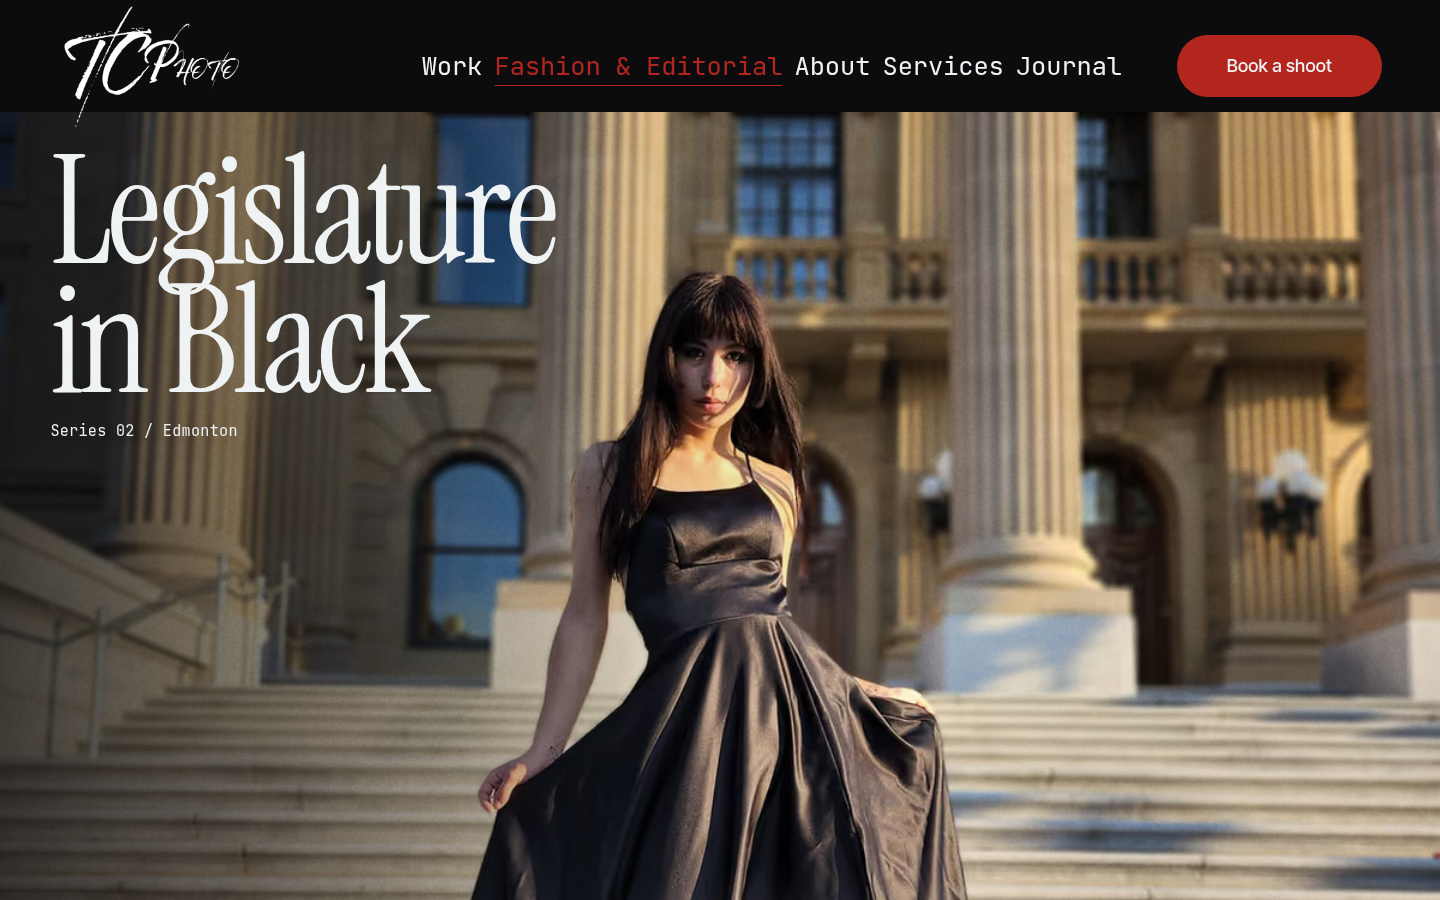 TCPHOTO
Work Fashion & Editorial About Services Journal
Book a shoot
Legislature
in Black
Series 02 / Edmonton